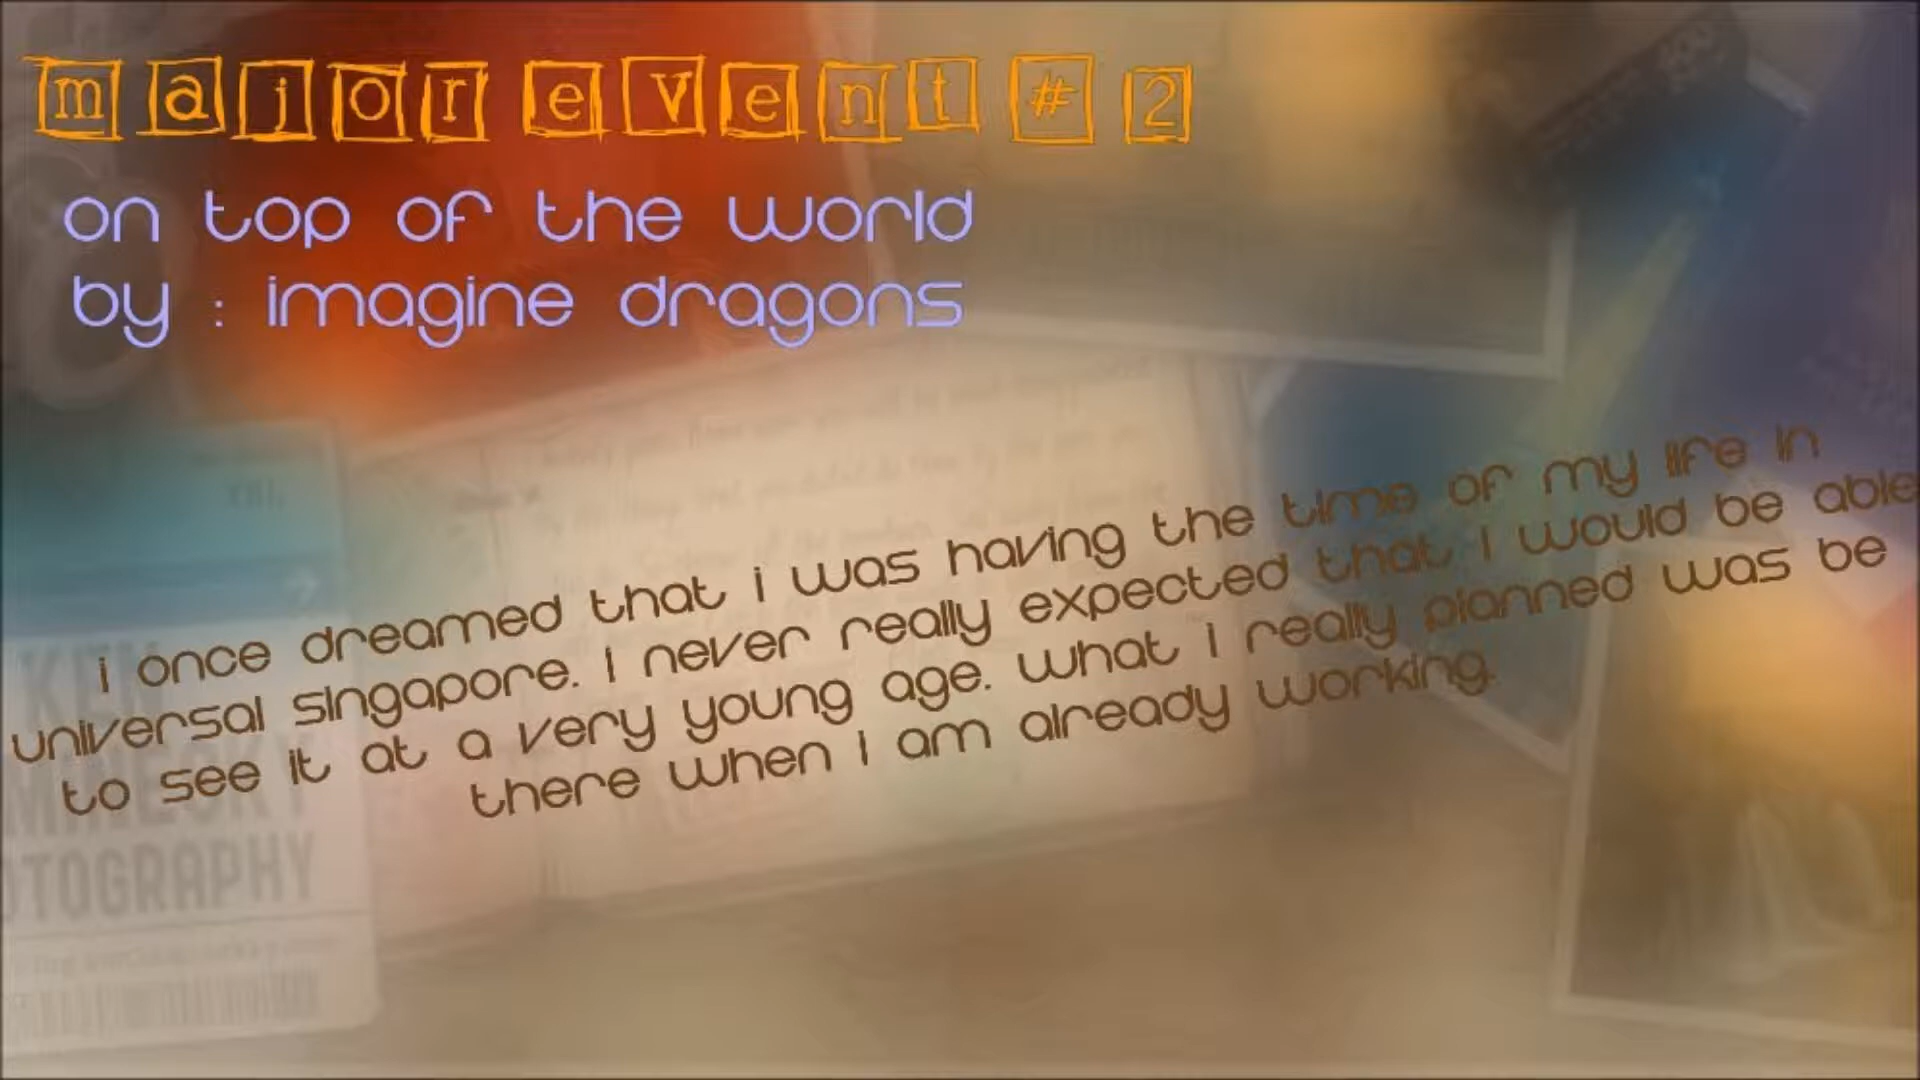 major event #2
on top of the world
by : imagine dragons
i once dreamed that i was having the time of my life in
universal singapore. I never really expected that I would be able
to see it at a very young age. what I really planned was be
there when I am already working.
OTOGRAPHY